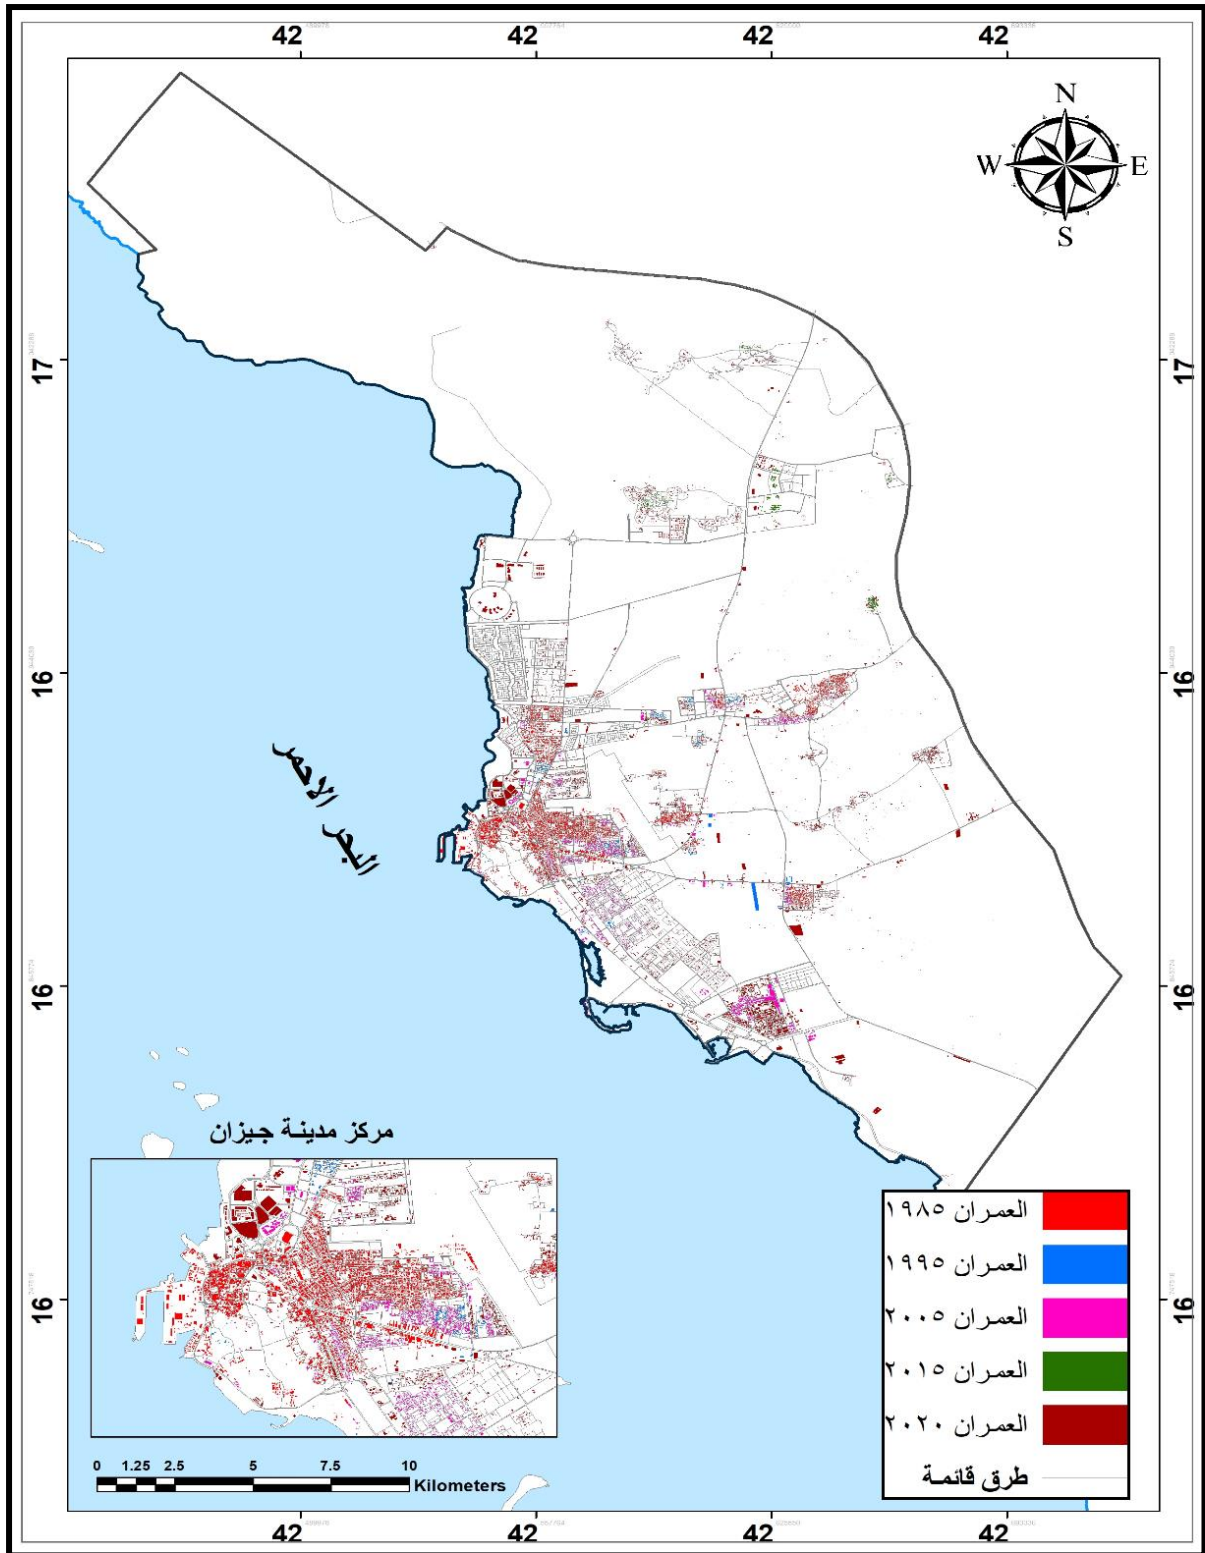 42 42 42 42
N
W E
S
17 17
16 16
البحر الاحمر
16 16
مركز مدينة جيزان
العمران ١٩٨٥
العمران ١٩٩٥
16 16
العمران ٢٠٠٥
العمران ٢٠١٥
العمران ٢٠٢٠
طرق قائمة
0 1.25 2.5 5 7.5 10
Kilometers
42 42 42 42